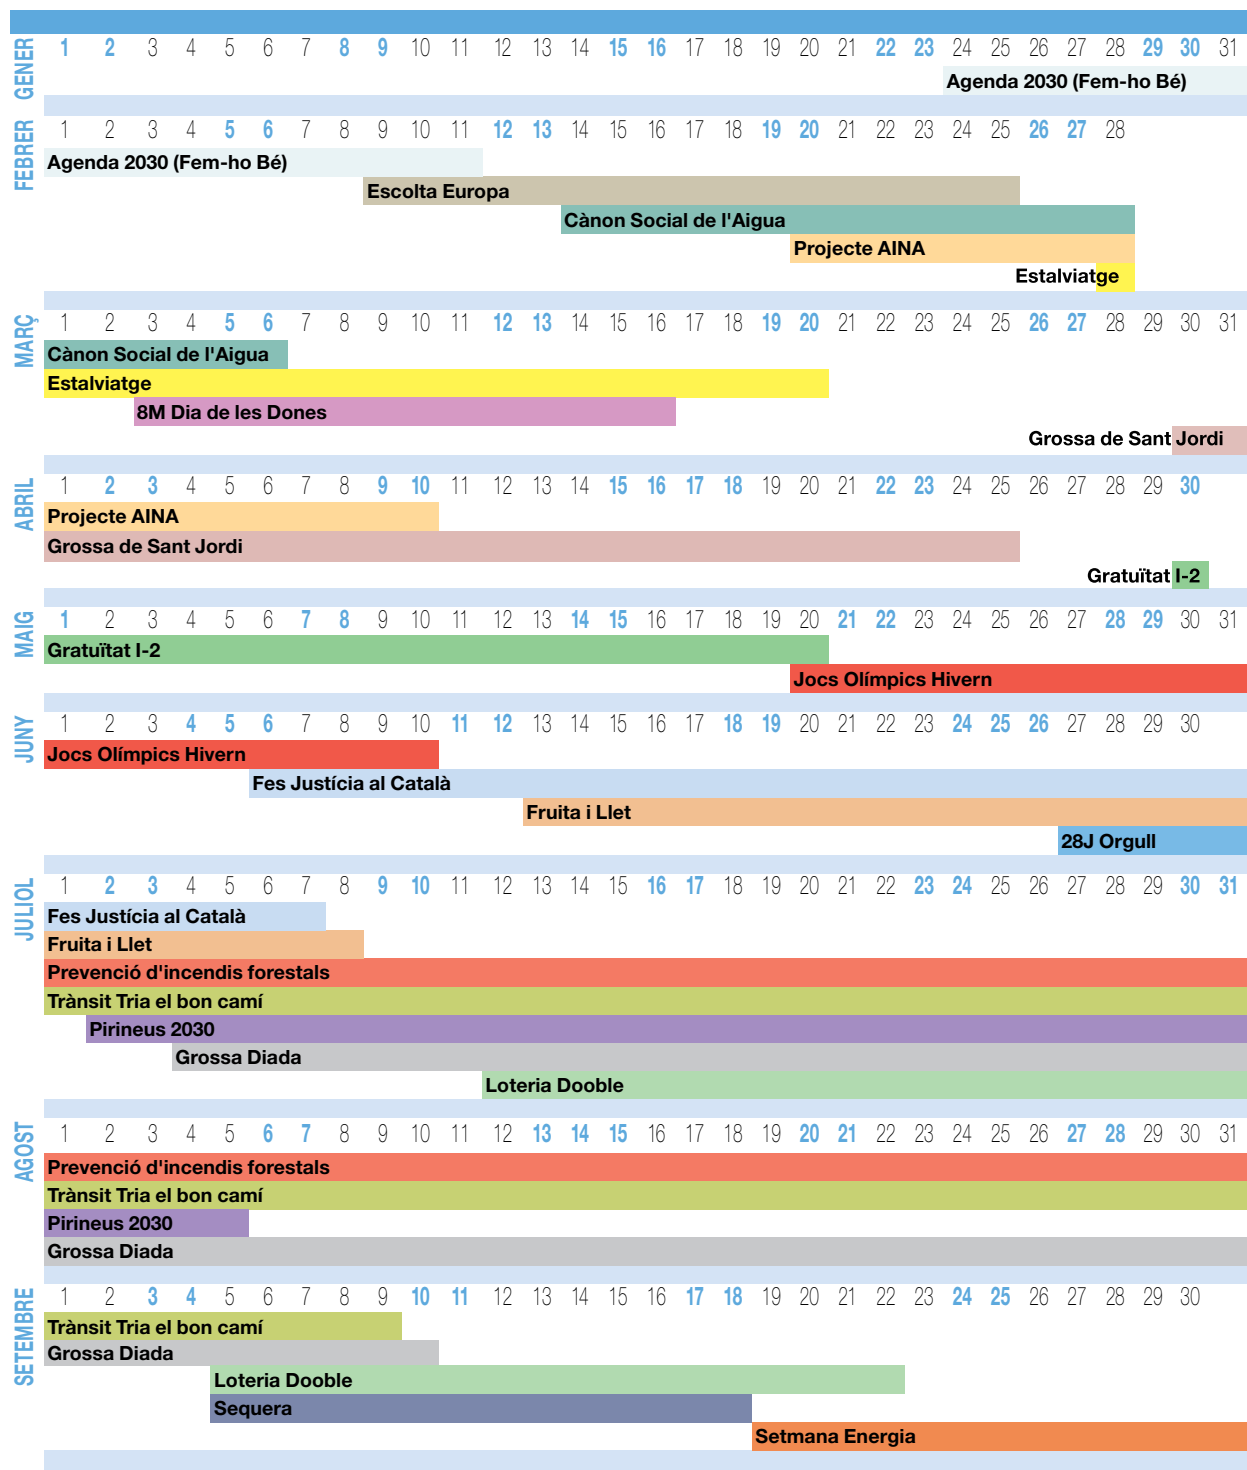 GENER
1 2 3 4 5 6 7 8 9 10 11 12 13 14 15 16 17 18 19 20 21 22 23 24 25 26 27 28 29 30 31
Agenda 2030 (Fem-ho Bé)
FEBRER
1 2 3 4 5 6 7 8 9 10 11 12 13 14 15 16 17 18 19 20 21 22 23 24 25 26 27 28
Agenda 2030 (Fem-ho Bé)
Escolta Europa
Cànon Social de l'Aigua
Projecte AINA
Estalviatge
MARÇ
1 2 3 4 5 6 7 8 9 10 11 12 13 14 15 16 17 18 19 20 21 22 23 24 25 26 27 28 29 30 31
Cànon Social de l'Aigua
Estalviatge
8M Dia de les Dones
Grossa de Sant Jordi
ABRIL
1 2 3 4 5 6 7 8 9 10 11 12 13 14 15 16 17 18 19 20 21 22 23 24 25 26 27 28 29 30
Projecte AINA
Grossa de Sant Jordi
Gratuïtat I-2
MAIG
1 2 3 4 5 6 7 8 9 10 11 12 13 14 15 16 17 18 19 20 21 22 23 24 25 26 27 28 29 30 31
Gratuïtat I-2
Jocs Olímpics Hivern
JUNY
1 2 3 4 5 6 7 8 9 10 11 12 13 14 15 16 17 18 19 20 21 22 23 24 25 26 27 28 29 30
Jocs Olímpics Hivern
Fes Justícia al Català
Fruita i Llet
28J Orgull
JULIOL
1 2 3 4 5 6 7 8 9 10 11 12 13 14 15 16 17 18 19 20 21 22 23 24 25 26 27 28 29 30 31
Fes Justícia al Català
Fruita i Llet
Prevenció d'incendis forestals
Trànsit Tria el bon camí
Pirineus 2030
Grossa Diada
Loteria Dooble
AGOST
1 2 3 4 5 6 7 8 9 10 11 12 13 14 15 16 17 18 19 20 21 22 23 24 25 26 27 28 29 30 31
Prevenció d'incendis forestals
Trànsit Tria el bon camí
Pirineus 2030
Grossa Diada
SETEMBRE
1 2 3 4 5 6 7 8 9 10 11 12 13 14 15 16 17 18 19 20 21 22 23 24 25 26 27 28 29 30
Trànsit Tria el bon camí
Grossa Diada
Loteria Dooble
Sequera
Setmana Energia